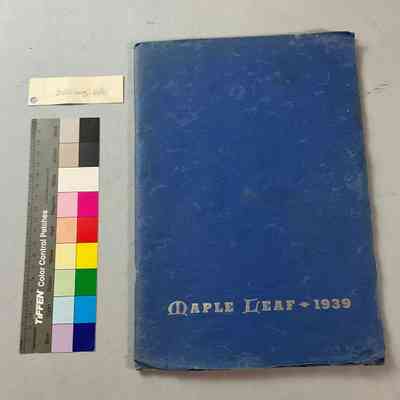 MAPLE LEAF 1939
TIFFEN Color Control Patches